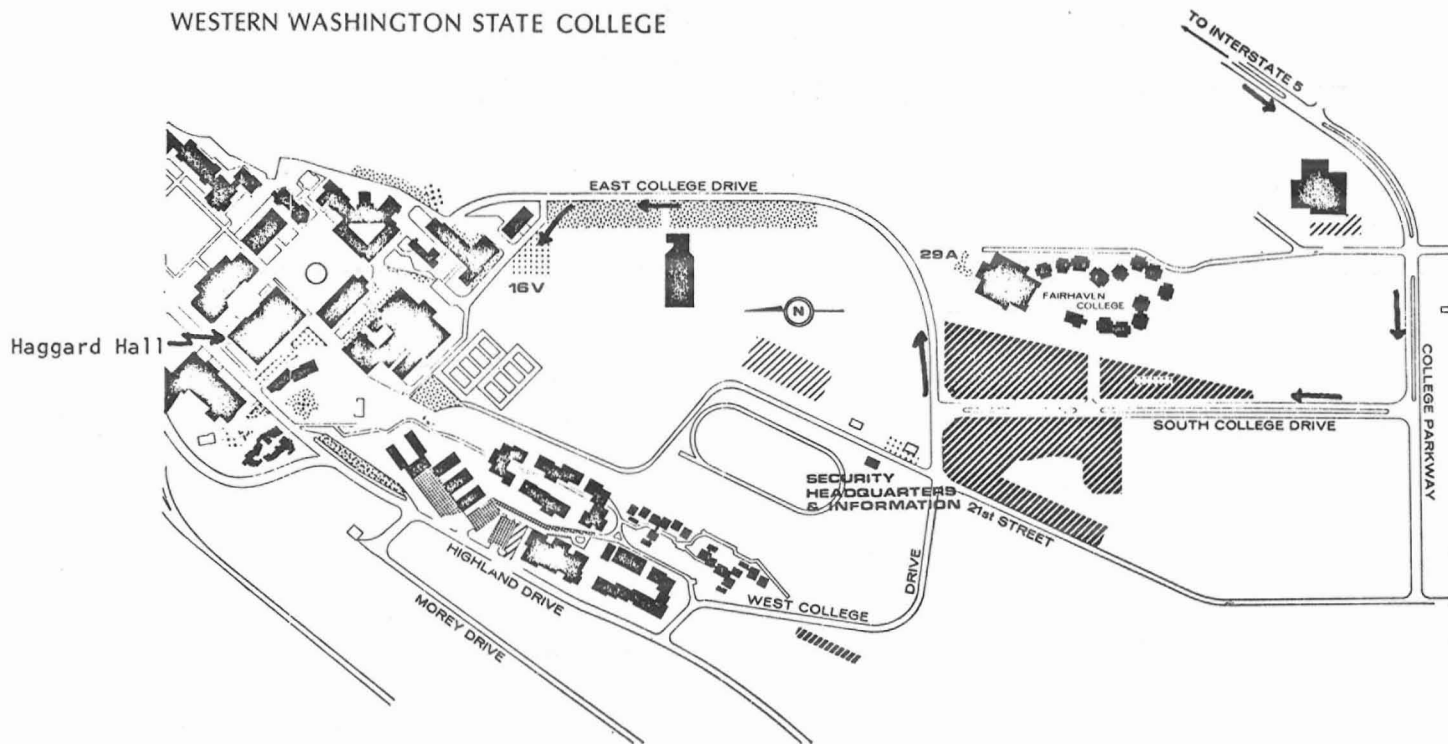 WESTERN WASHINGTON STATE COLLEGE
TO INTERSTATE 5
EAST COLLEGE DRIVE
29A
16V
FAIRHAVEN
COLLEGE
N
Haggard Hall
COLLEGE PARKWAY
SOUTH COLLEGE DRIVE
SECURITY
HEADQUARTERS
& INFORMATION
21st STREET
HIGHLAND DRIVE
DRIVE
WEST COLLEGE
MOREY DRIVE